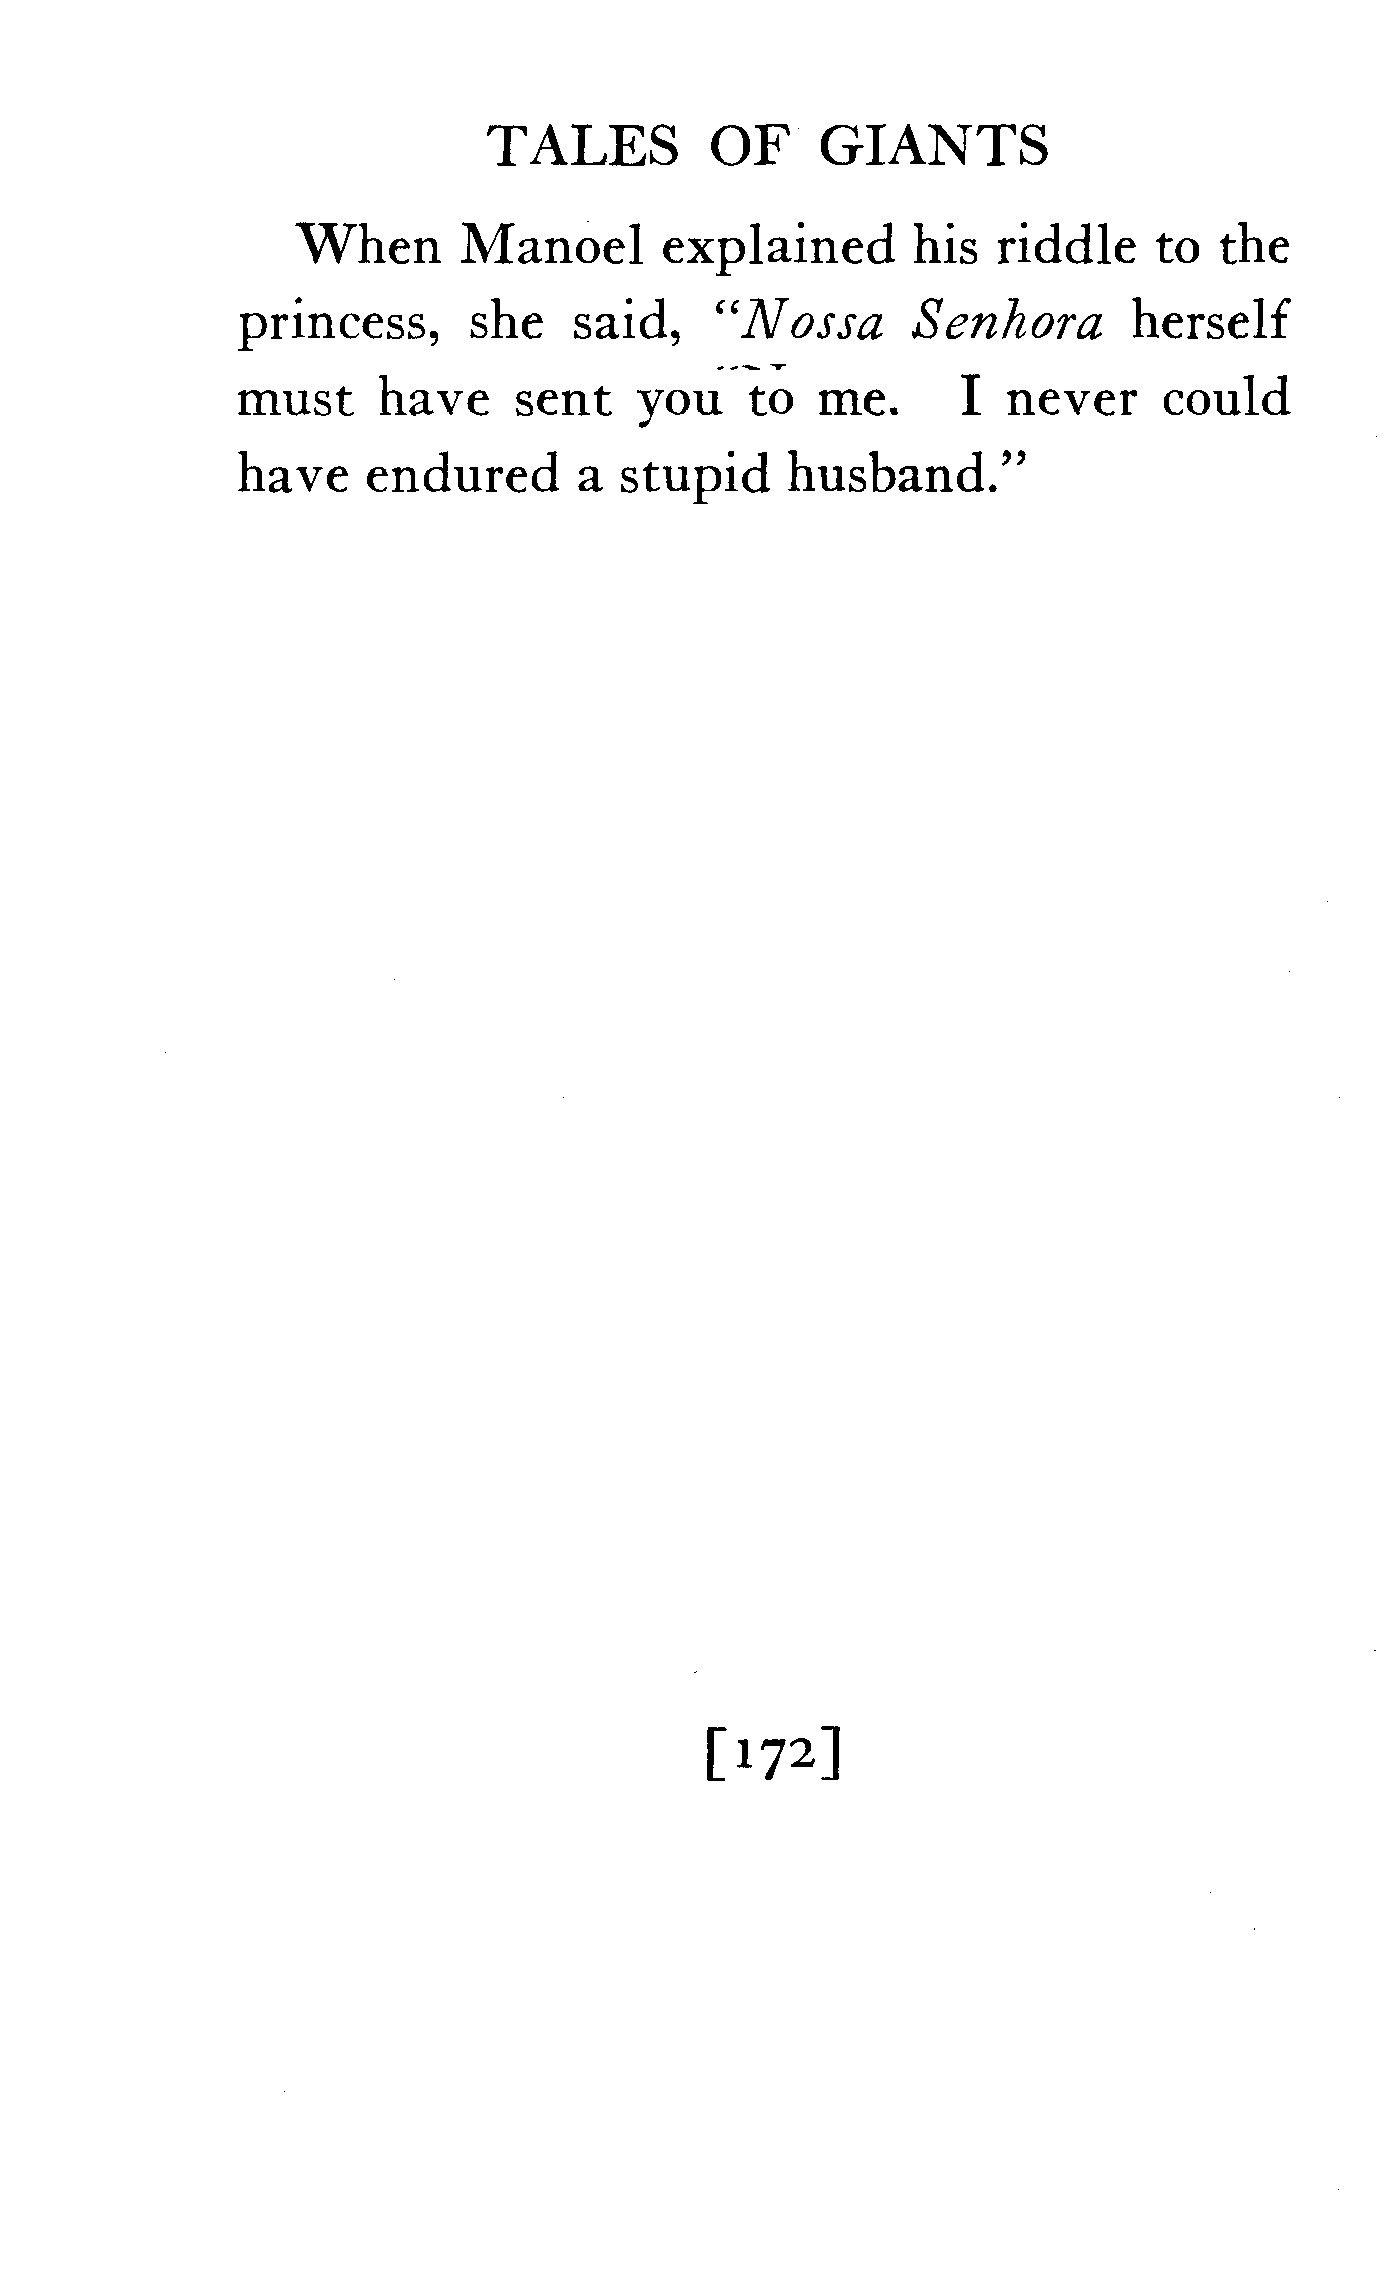 TALES OF GIANTS
When Manoel explained his riddle to the
princess, she said, “Nossa Senhora herself
must have sent you to me. I never could
have endured a stupid husband.”
[172]